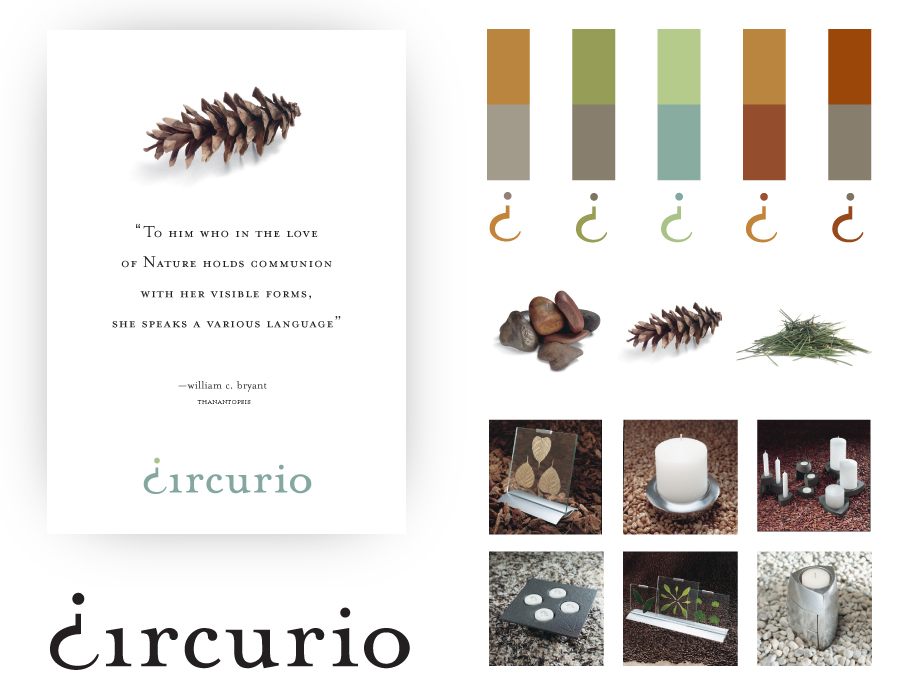 “To him who in the love
of Nature holds communion
with her visible forms,
she speaks a various language”
—william c. bryant
thanantopsis
circurio
circurio